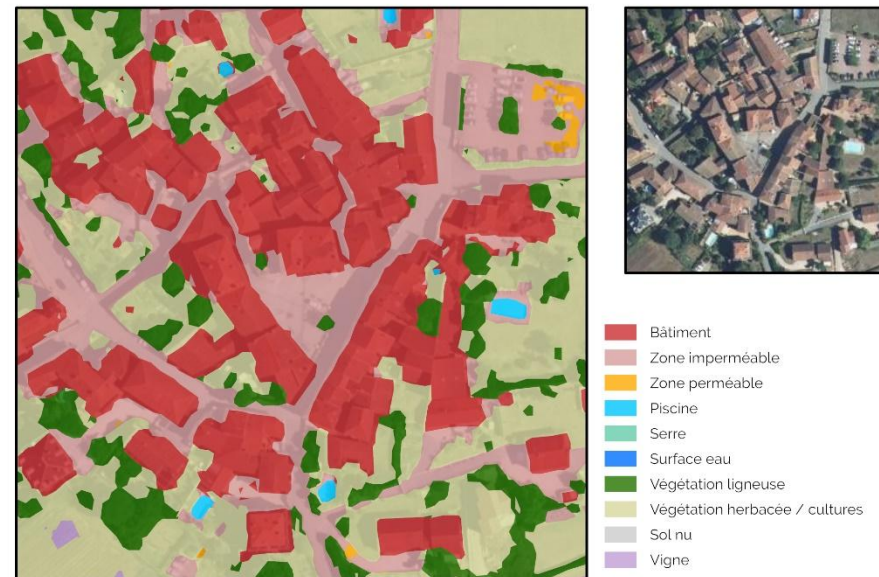 Bâtiment
Zone imperméable
Zone perméable
Piscine
Serre
Surface eau
Végétation ligneuse
Végétation herbacée / cultures
Sol nu
Vigne